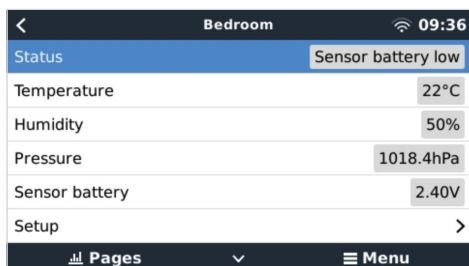 Bedroom 09:36
Status Sensor battery low
Temperature 22°C
Humidity 50%
Pressure 1018.4hPa
Sensor battery 2.40V
Setup
Pages Menu